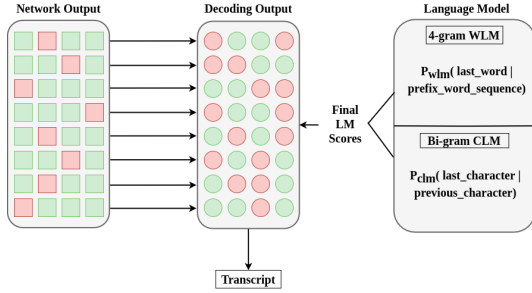 Network Output
Decoding Output
Language Model
4-gram WLM
Pwlm( last_word |
prefix_word_sequence)
Final
LM
Scores
Bi-gram CLM
Pclm( last_character |
previous_character)
Transcript